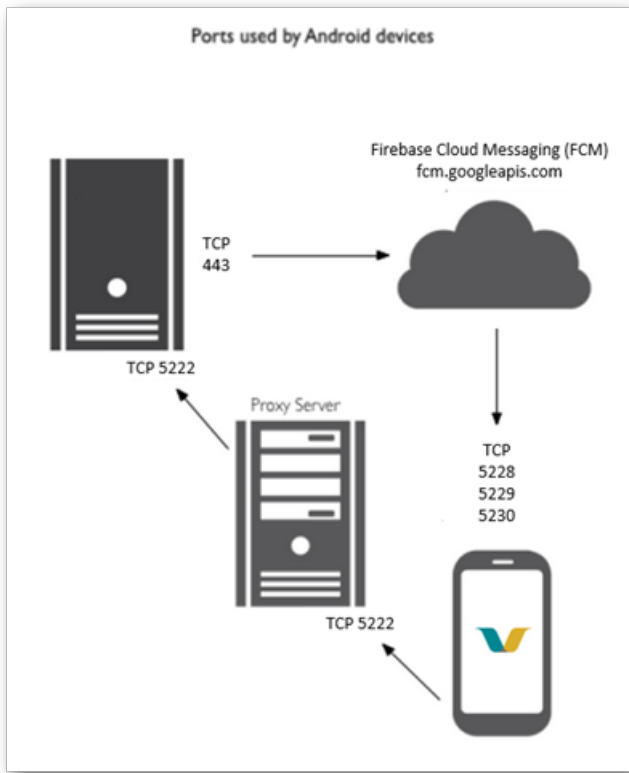 Ports used by Android devices
Firebase Cloud Messaging (FCM)
fcm.googleapis.com
TCP
443
TCP 5222
Proxy Server
TCP
5228
5229
5230
TCP 5222